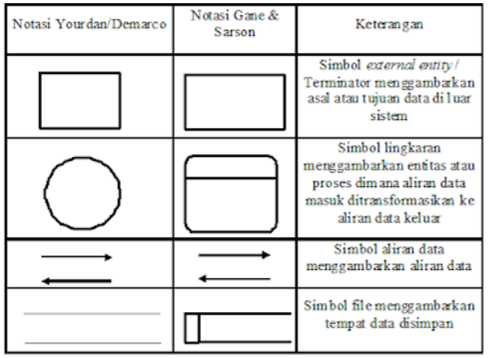 Notasi Yourdan/Demarco
Notasi Gane &
Sarson
Keterangan
Simbol external entity /
Terminator menggambarkan
asal atau tujuan data di luar
sistem
Simbol lingkaran
menggambarkan entitas atau
proses dimana aliran data
masuk ditransformasikan ke
aliran data keluar
Simbol aliran data
menggambarkan aliran data
Simbol file menggambarkan
tempat data disimpan